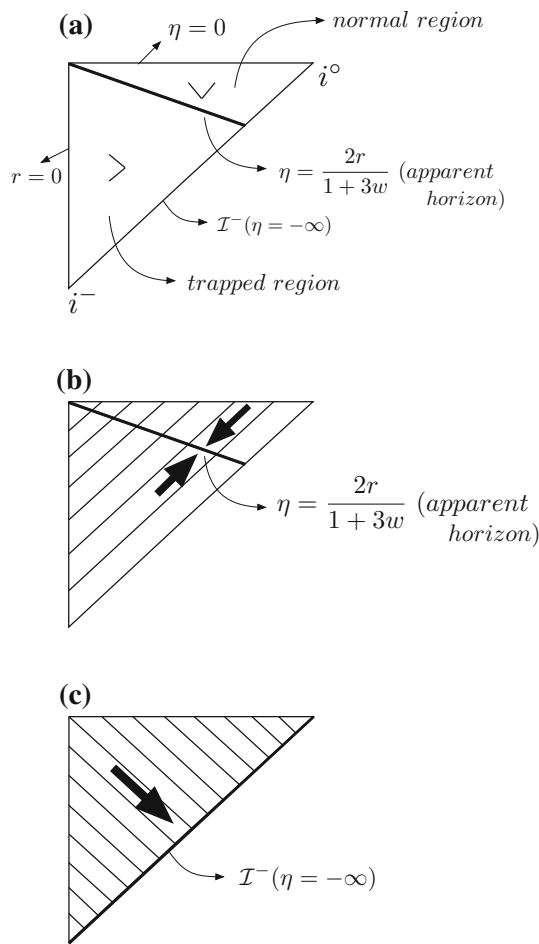 (a)
η = 0
normal region
i°
r = 0
η = 2r / 1 + 3w (apparent horizon)
I⁻(η = −∞)
trapped region
i⁻
(b)
η = 2r / 1 + 3w (apparent horizon)
(c)
I⁻(η = −∞)